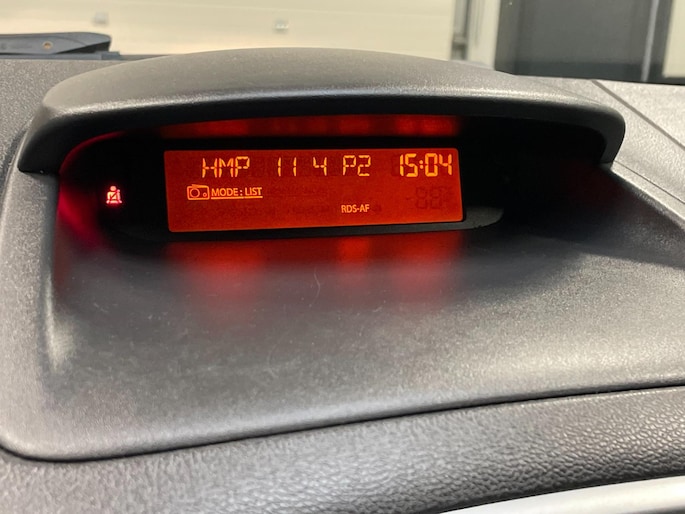 HMP 11 4 P2 15:04
MODE : LIST
RDS-AF